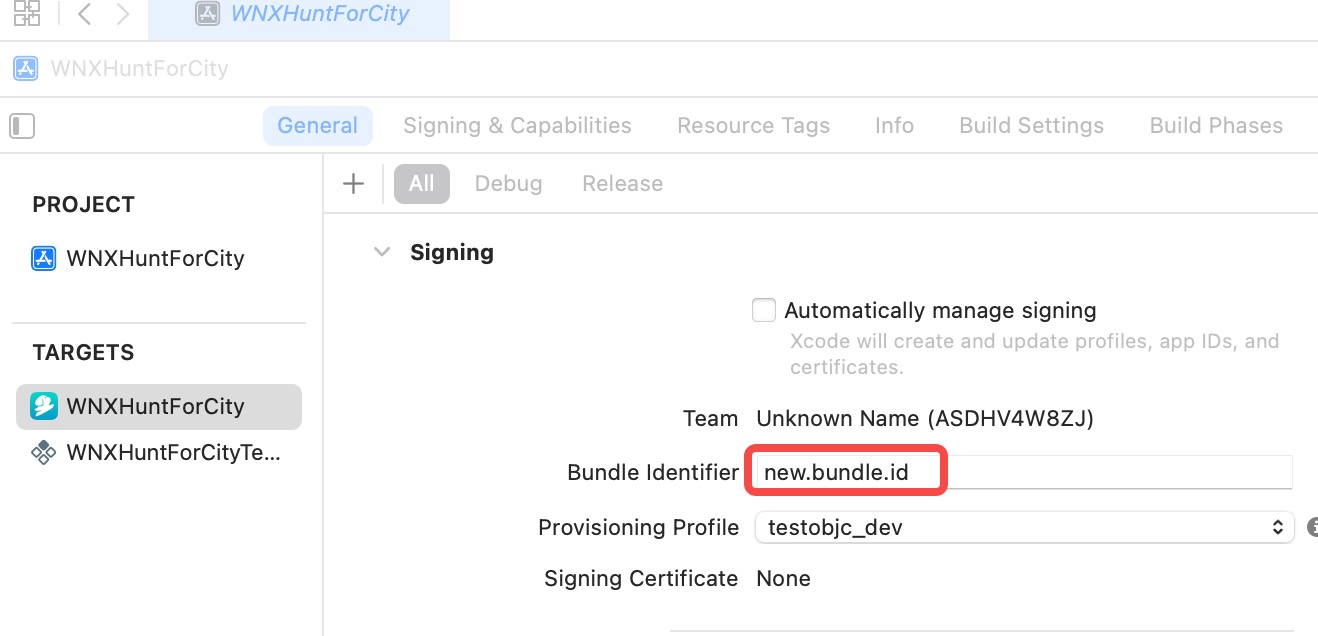 WNXHuntForCity
WNXHuntForCity
General Signing & Capabilities Resource Tags Info Build Settings Build Phases
All Debug Release
PROJECT
WNXHuntForCity
TARGETS
WNXHuntForCity
WNXHuntForCityTe...
Signing
Automatically manage signing
Xcode will create and update profiles, app IDs, and
certificates.
Team Unknown Name (ASDHV4W8ZJ)
Bundle Identifier new.bundle.id
Provisioning Profile testobjc_dev
Signing Certificate None